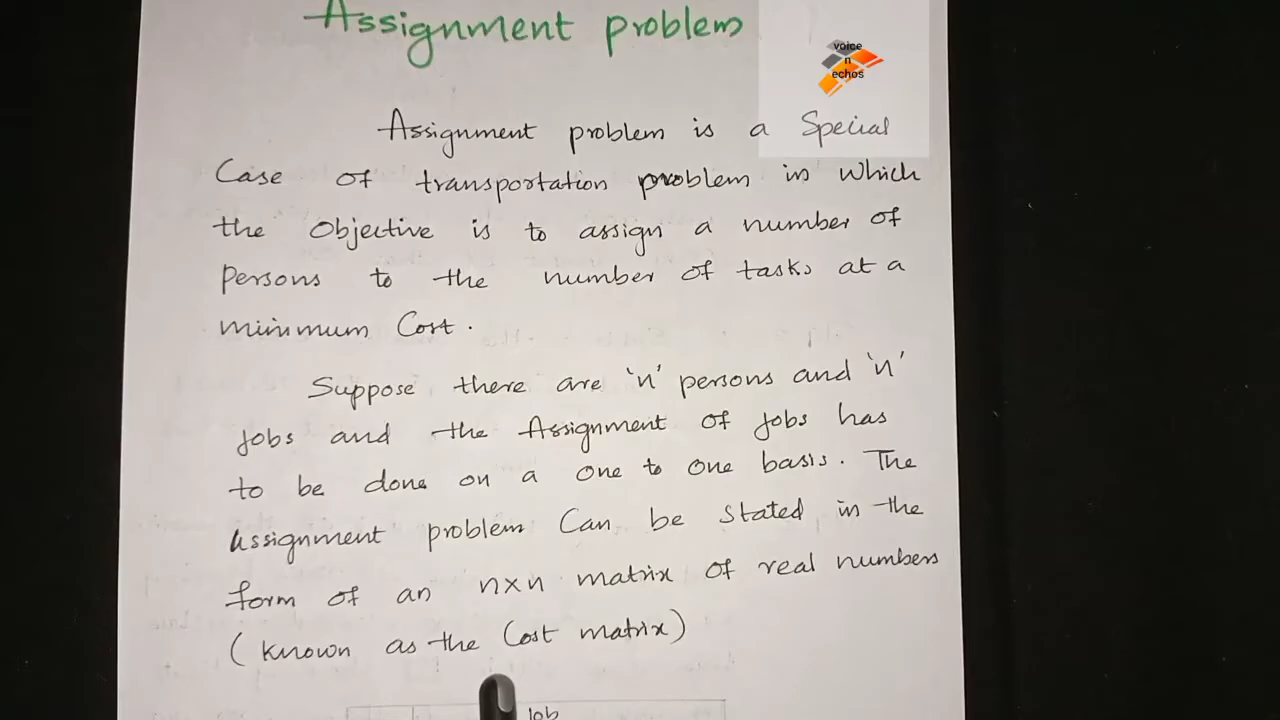 Assignment problem
voice
n
echos
Assignment problem is a Special
Case of transportation problem in which
the Objective is to assign a number of
persons to the number of tasks at a
minimum Cost.
Suppose there are 'n' persons and 'n'
jobs and the Assignment of jobs has
to be done on a one to one basis. The
assignment problem Can be stated in the
form of an n×n matrix of real numbers
(known as the Cost matrix)
Job